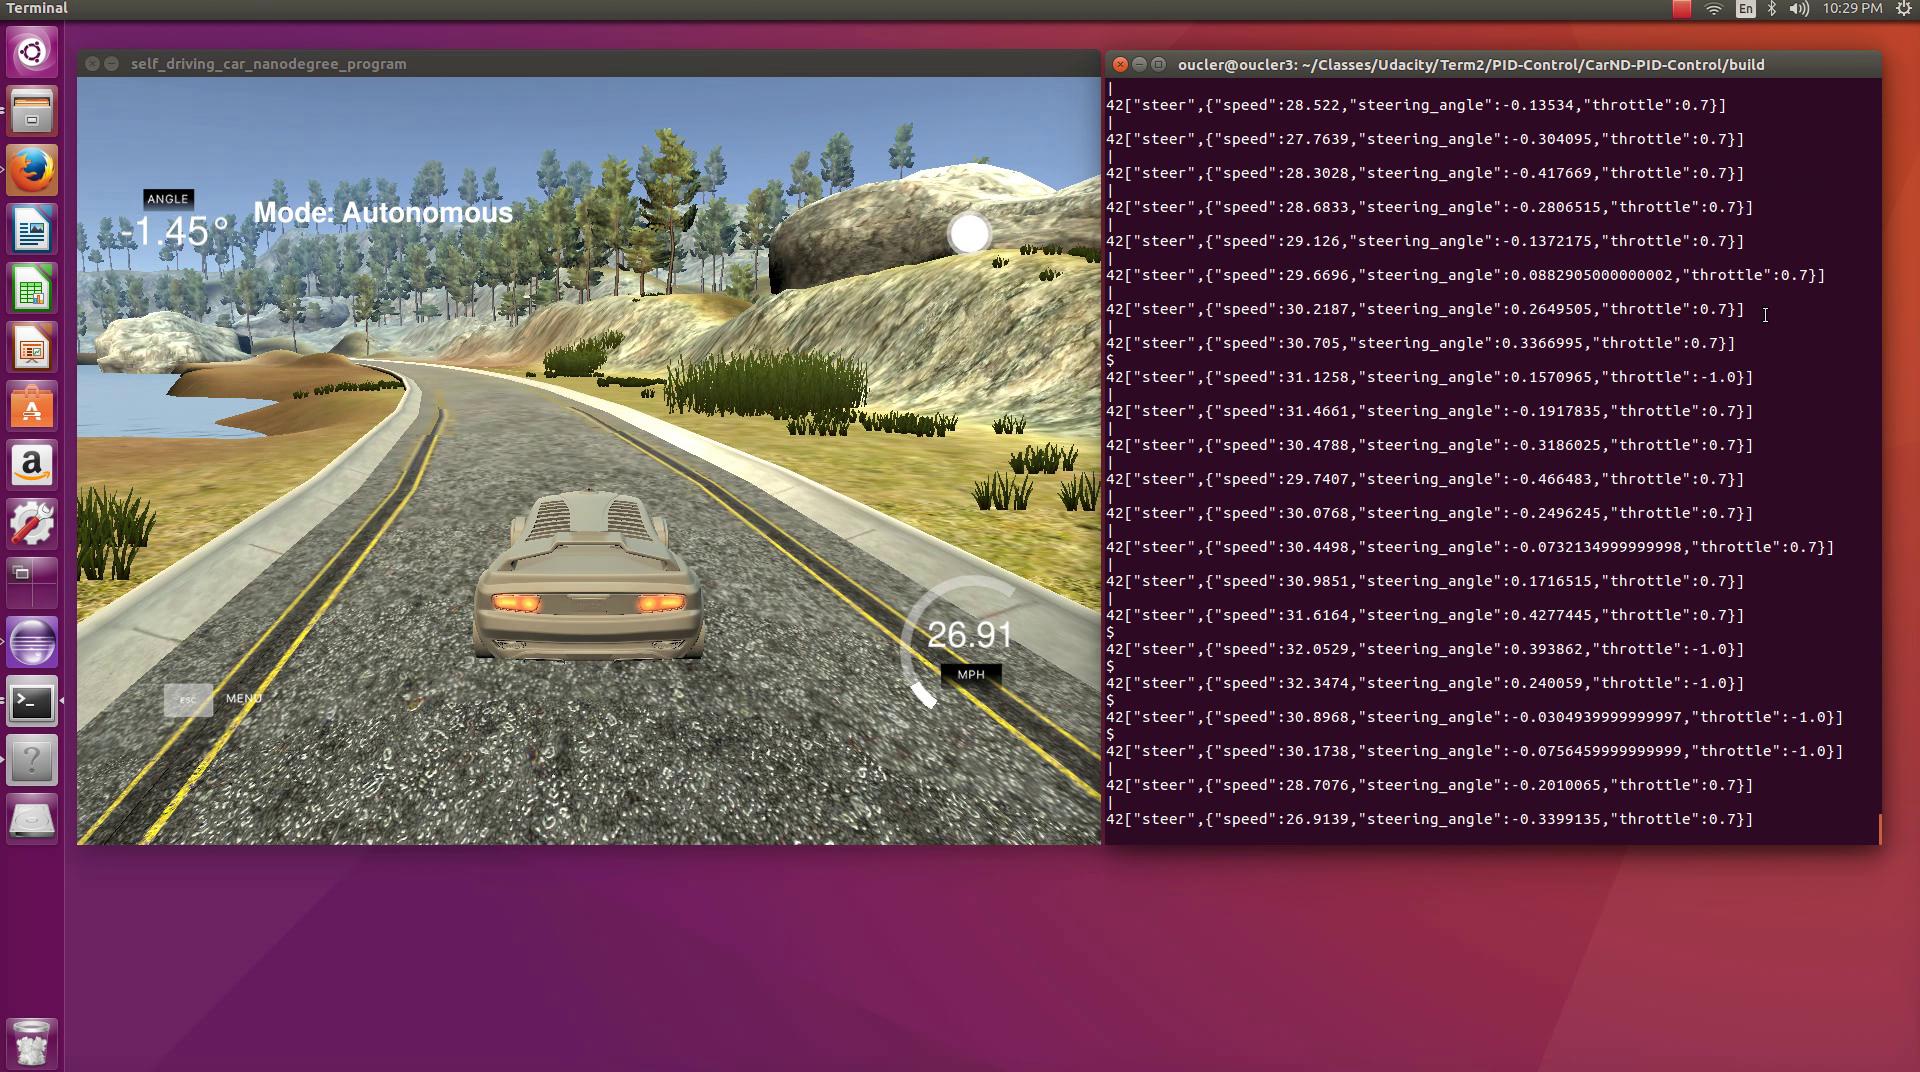 Terminal
En
10:29 PM
self_driving_car_nanodegree_program
ANGLE
-1.45°
Mode: Autonomous
26.91
MPH
ESC
MENU
oucler@oucler3: ~/Classes/Udacity/Term2/PID-Control/CarND-PID-Control/build
|
42["steer",{"speed":28.522,"steering_angle":-0.13534,"throttle":0.7}]
|
42["steer",{"speed":27.7639,"steering_angle":-0.304095,"throttle":0.7}]
|
42["steer",{"speed":28.3028,"steering_angle":-0.417669,"throttle":0.7}]
|
42["steer",{"speed":28.6833,"steering_angle":-0.2806515,"throttle":0.7}]
|
42["steer",{"speed":29.126,"steering_angle":-0.1372175,"throttle":0.7}]
|
42["steer",{"speed":29.6696,"steering_angle":0.0882905000000002,"throttle":0.7}]
|
42["steer",{"speed":30.2187,"steering_angle":0.2649505,"throttle":0.7}]
|
42["steer",{"speed":30.705,"steering_angle":0.3366995,"throttle":0.7}]
$
42["steer",{"speed":31.1258,"steering_angle":0.1570965,"throttle":-1.0}]
|
42["steer",{"speed":31.4661,"steering_angle":-0.1917835,"throttle":0.7}]
|
42["steer",{"speed":30.4788,"steering_angle":-0.3186025,"throttle":0.7}]
|
42["steer",{"speed":29.7407,"steering_angle":-0.466483,"throttle":0.7}]
|
42["steer",{"speed":30.0768,"steering_angle":-0.2496245,"throttle":0.7}]
|
42["steer",{"speed":30.4498,"steering_angle":-0.0732134999999998,"throttle":0.7}]
|
42["steer",{"speed":30.9851,"steering_angle":0.1716515,"throttle":0.7}]
|
42["steer",{"speed":31.6164,"steering_angle":0.4277445,"throttle":0.7}]
$
42["steer",{"speed":32.0529,"steering_angle":0.393862,"throttle":-1.0}]
$
42["steer",{"speed":32.3474,"steering_angle":0.240059,"throttle":-1.0}]
$
42["steer",{"speed":30.8968,"steering_angle":-0.0304939999999997,"throttle":-1.0}]
$
42["steer",{"speed":30.1738,"steering_angle":-0.0756459999999999,"throttle":-1.0}]
|
42["steer",{"speed":28.7076,"steering_angle":-0.2010065,"throttle":0.7}]
|
42["steer",{"speed":26.9139,"steering_angle":-0.3399135,"throttle":0.7}]